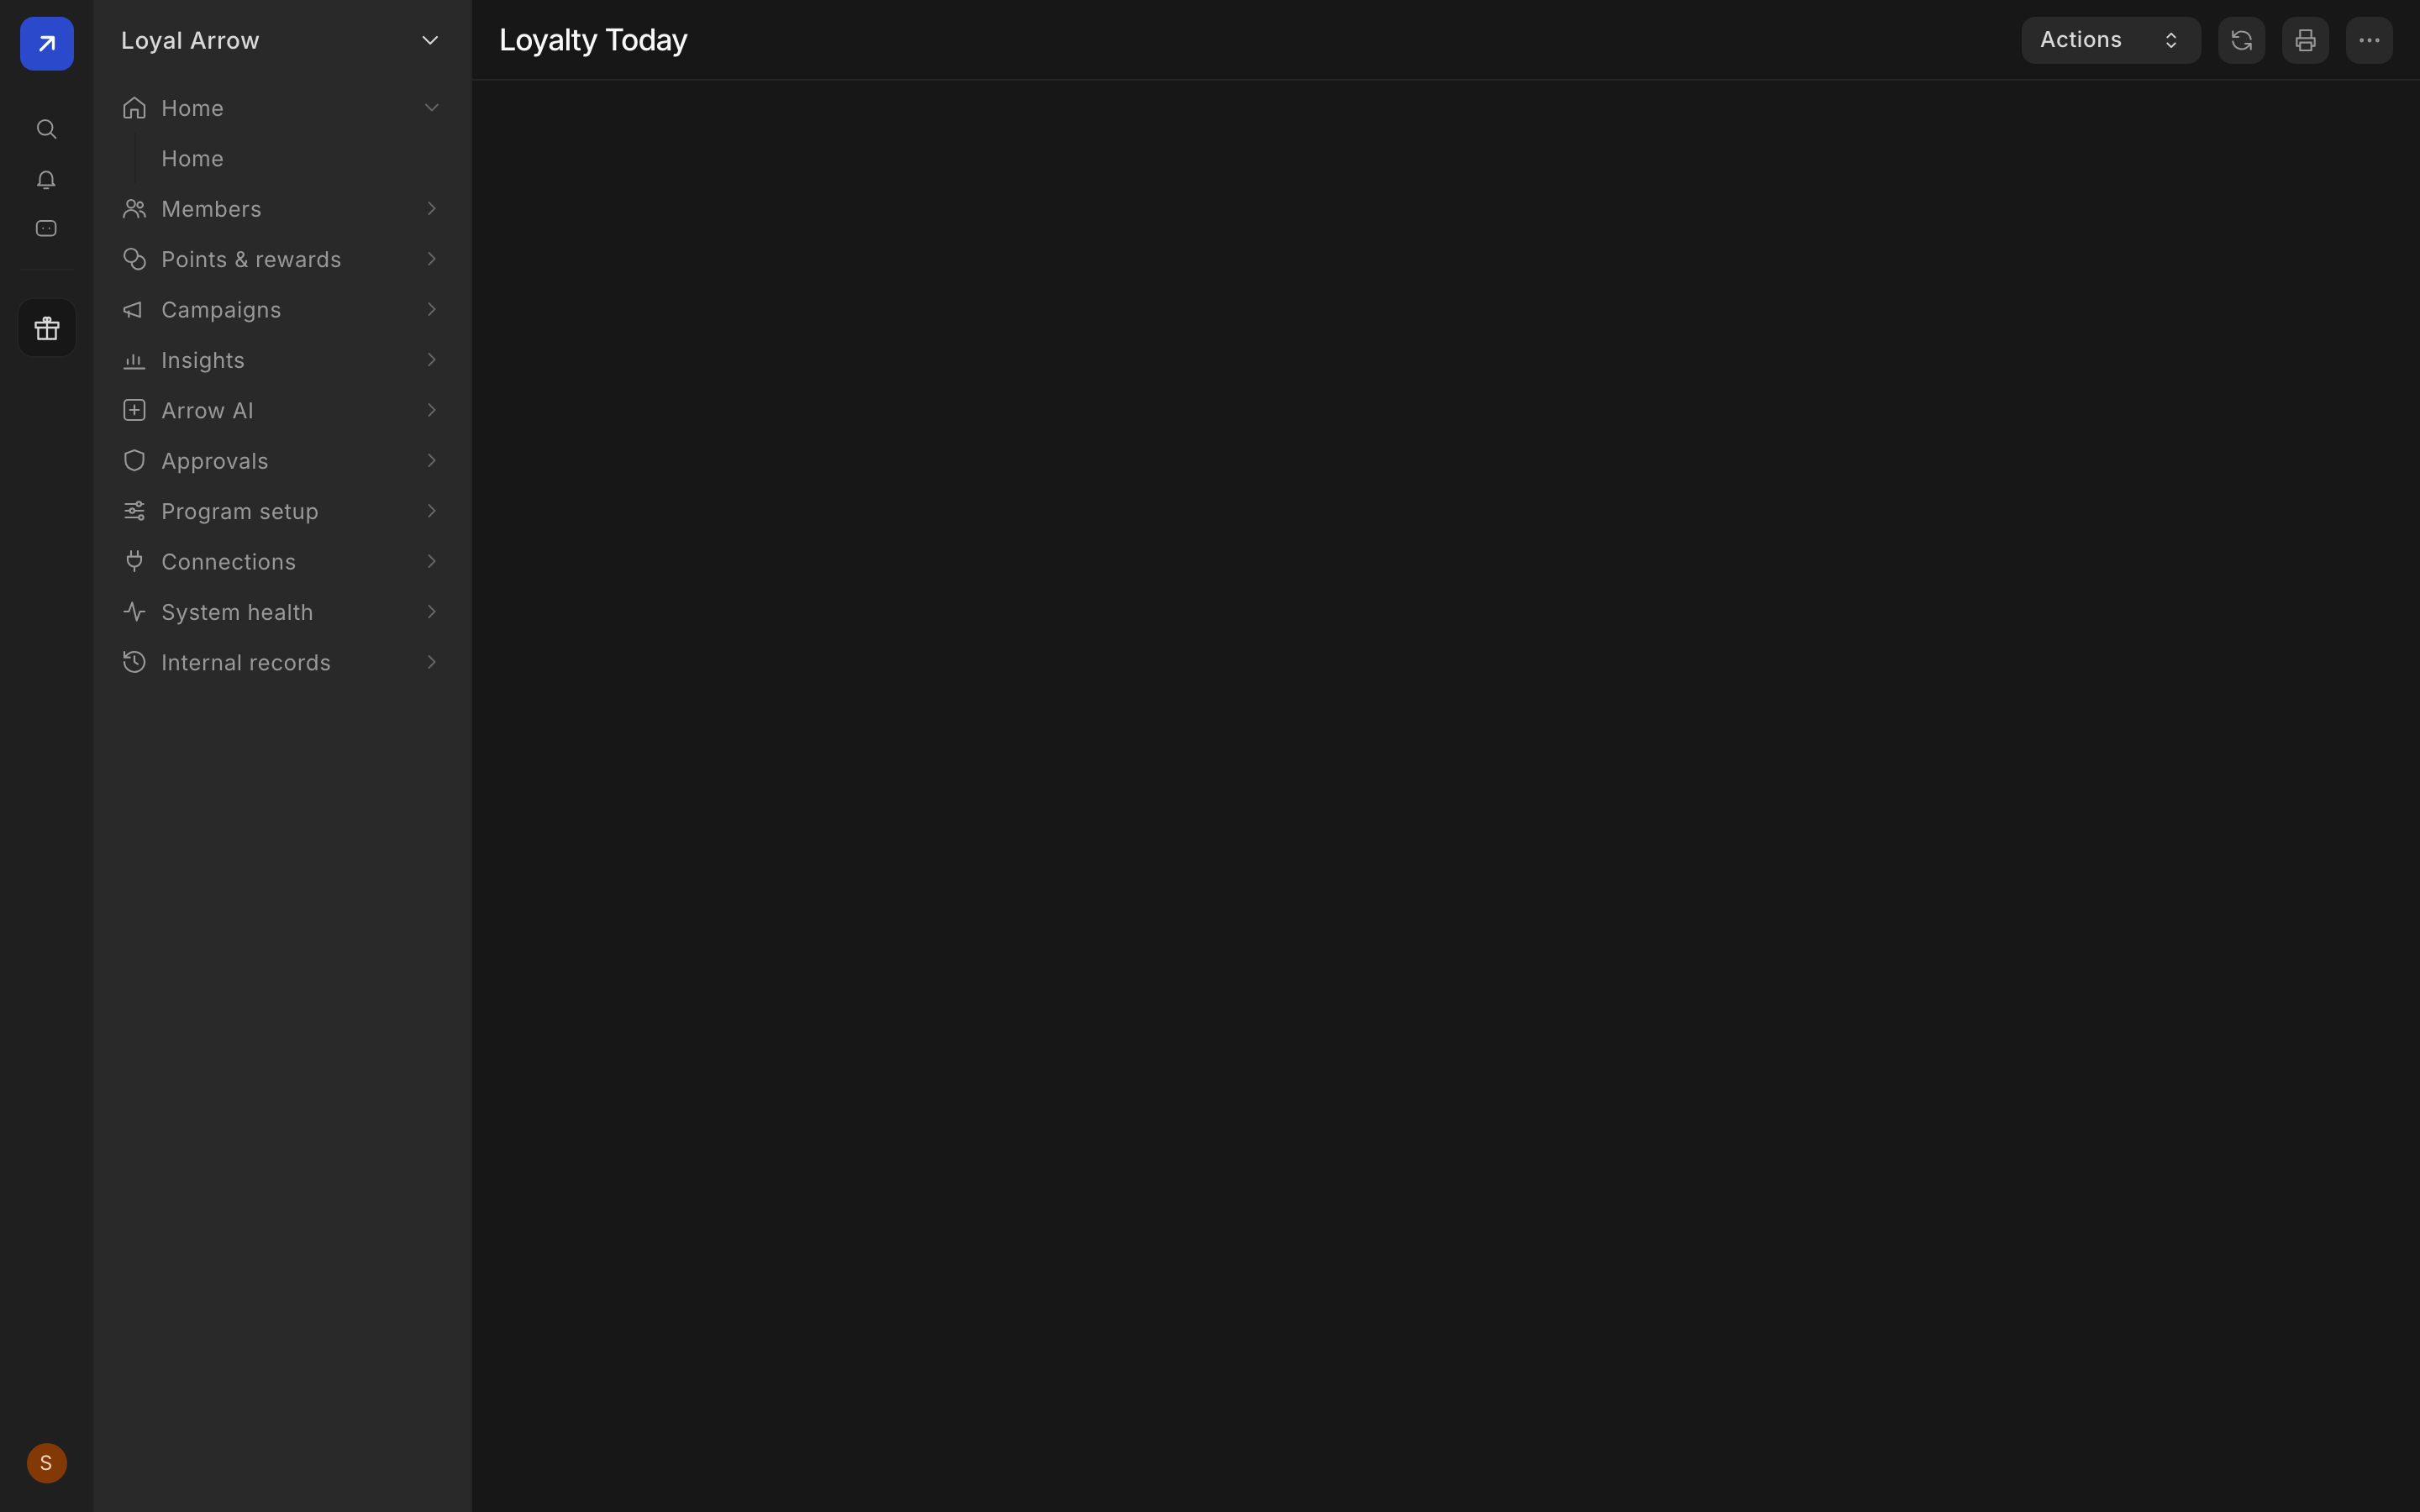 Loyal Arrow
Home
Home
Members
Points & rewards
Campaigns
Insights
Arrow AI
Approvals
Program setup
Connections
System health
Internal records
S
Loyalty Today
Actions